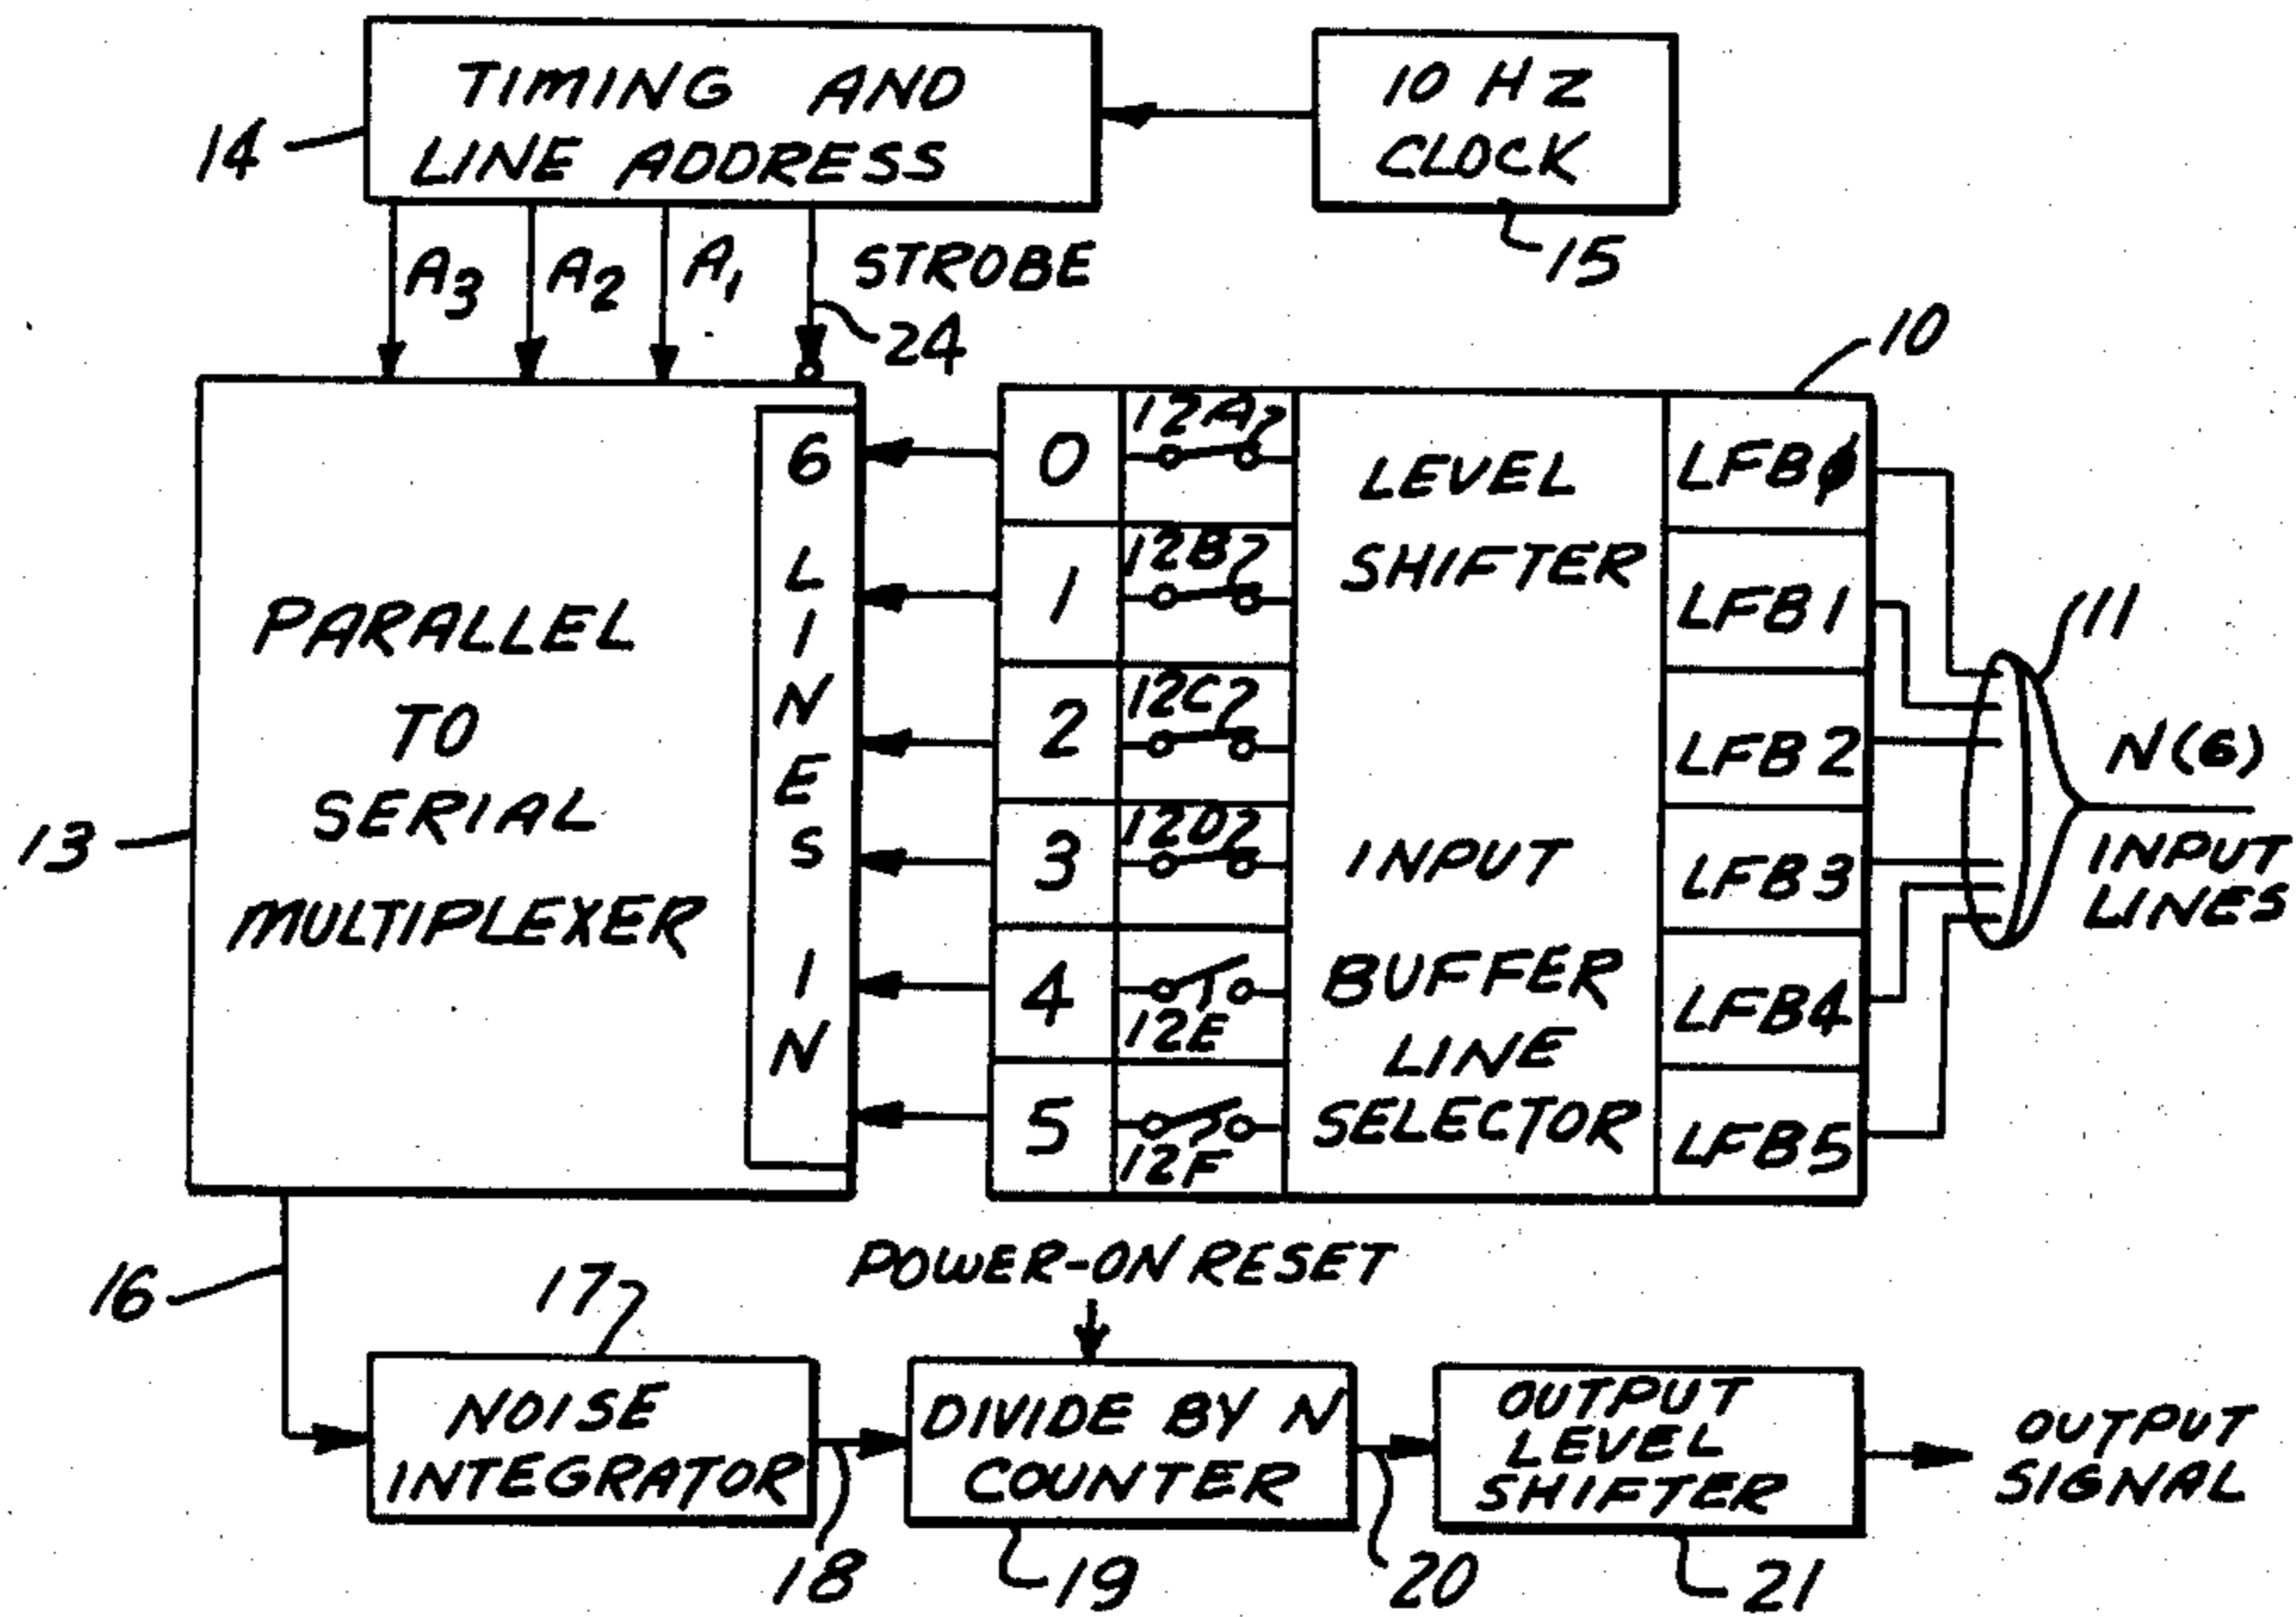 TIMING AND
LINE ADDRESS
14
10 HZ
CLOCK
15
A3
A2
A1
STROBE
24
10
PARALLEL
TO
SERIAL
MULTIPLEXER
13
6
LINES
IN
0
1
2
3
4
5
12A
12B
12C
12D
12E
12F
LEVEL
SHIFTER
INPUT
BUFFER
LINE
SELECTOR
LFBϕ
LFB1
LFB2
LFB3
LFB4
LFB5
11
N(6)
INPUT
LINES
16
17
POWER-ON RESET
NOISE
INTEGRATOR
18
DIVIDE BY N
COUNTER
19
20
OUTPUT
LEVEL
SHIFTER
21
OUTPUT
SIGNAL